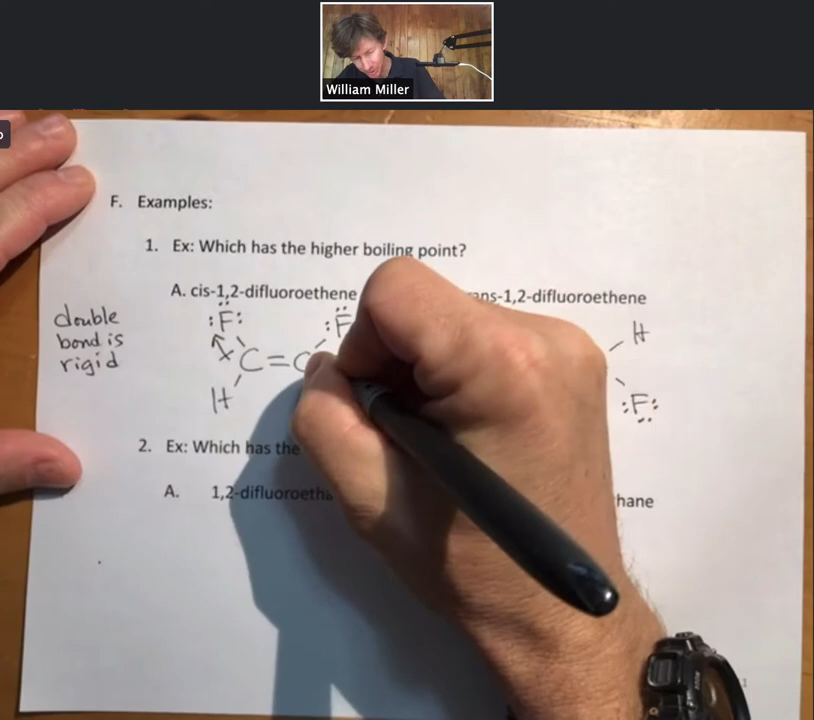 William Miller
F. Examples:
1. Ex: Which has the higher boiling point?
A. cis-1,2-difluoroethene ans-1,2-difluoroethene
double
bond is
rigid
:F: :F H
C=C
H :F:
2. Ex: Which has the
A. 1,2-difluoroetha hane
1